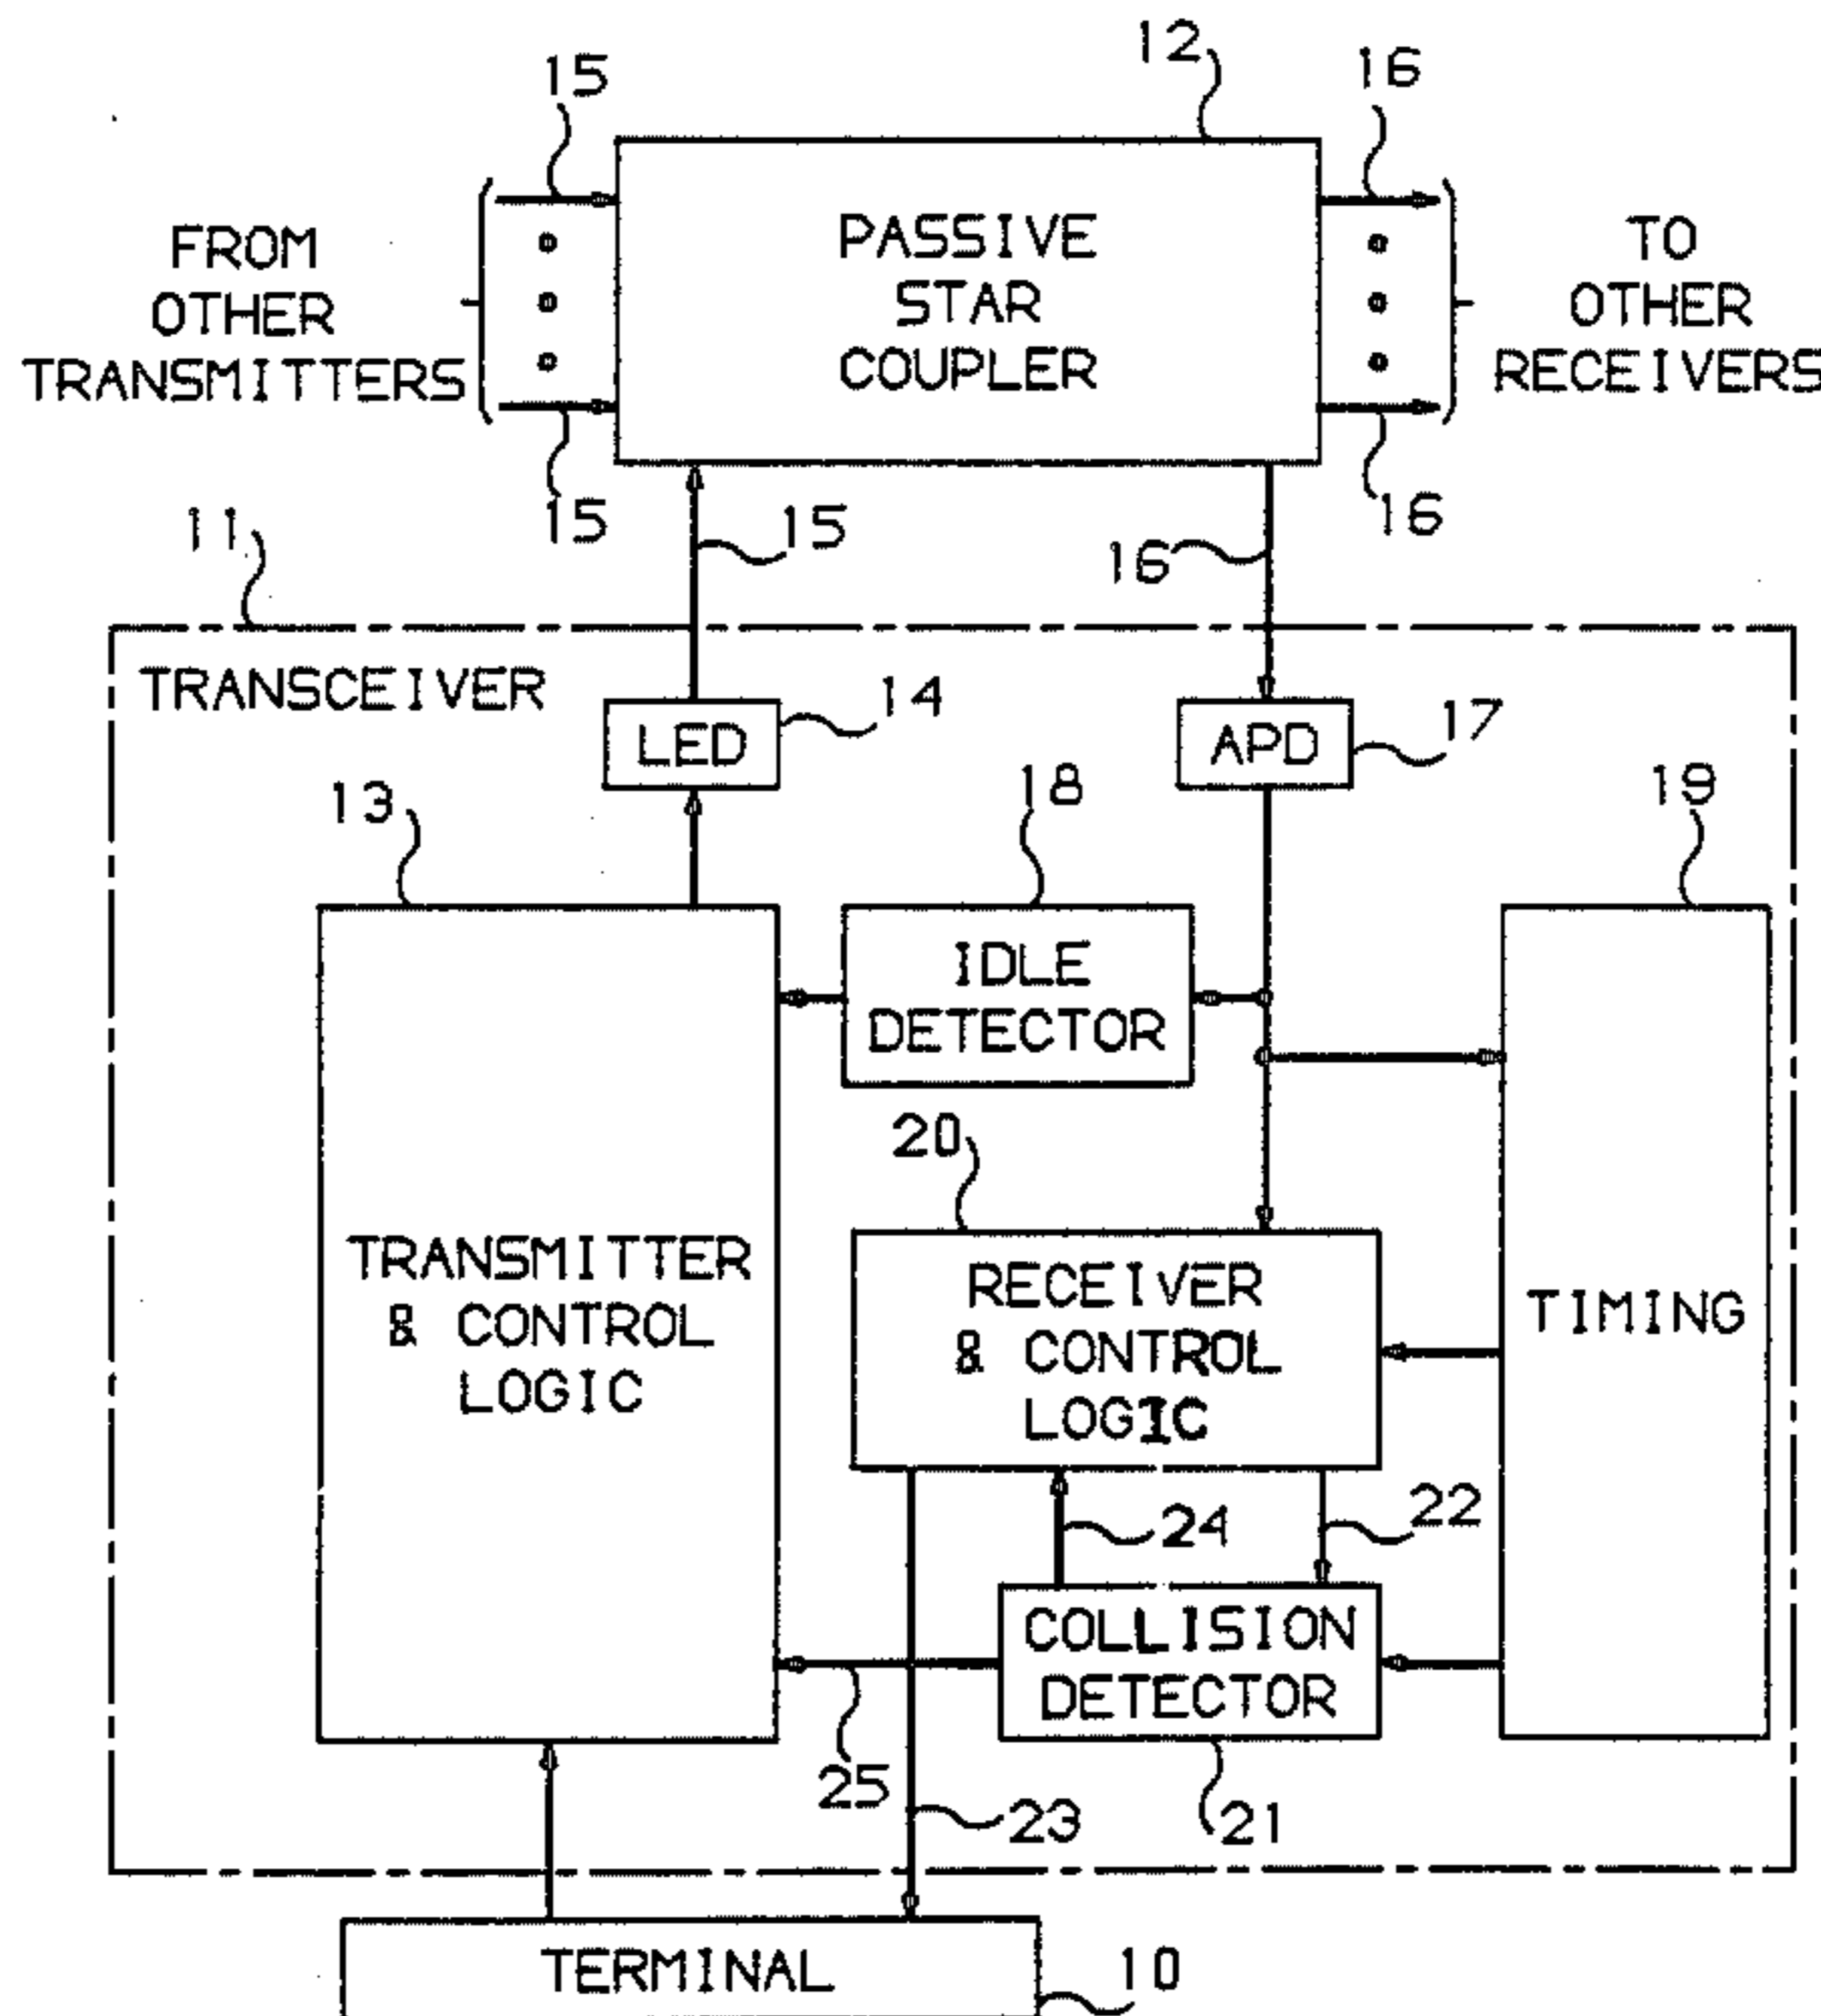 12
15
16
FROM
OTHER
TRANSMITTERS
PASSIVE
STAR
COUPLER
TO
OTHER
RECEIVERS
15
16
11
15
16
TRANSCEIVER
14
LED
17
APD
13
18
19
IDLE
DETECTOR
20
TRANSMITTER
& CONTROL
LOGIC
RECEIVER
& CONTROL
LOGIC
TIMING
24
22
COLLISION
DETECTOR
25
23
21
TERMINAL
10